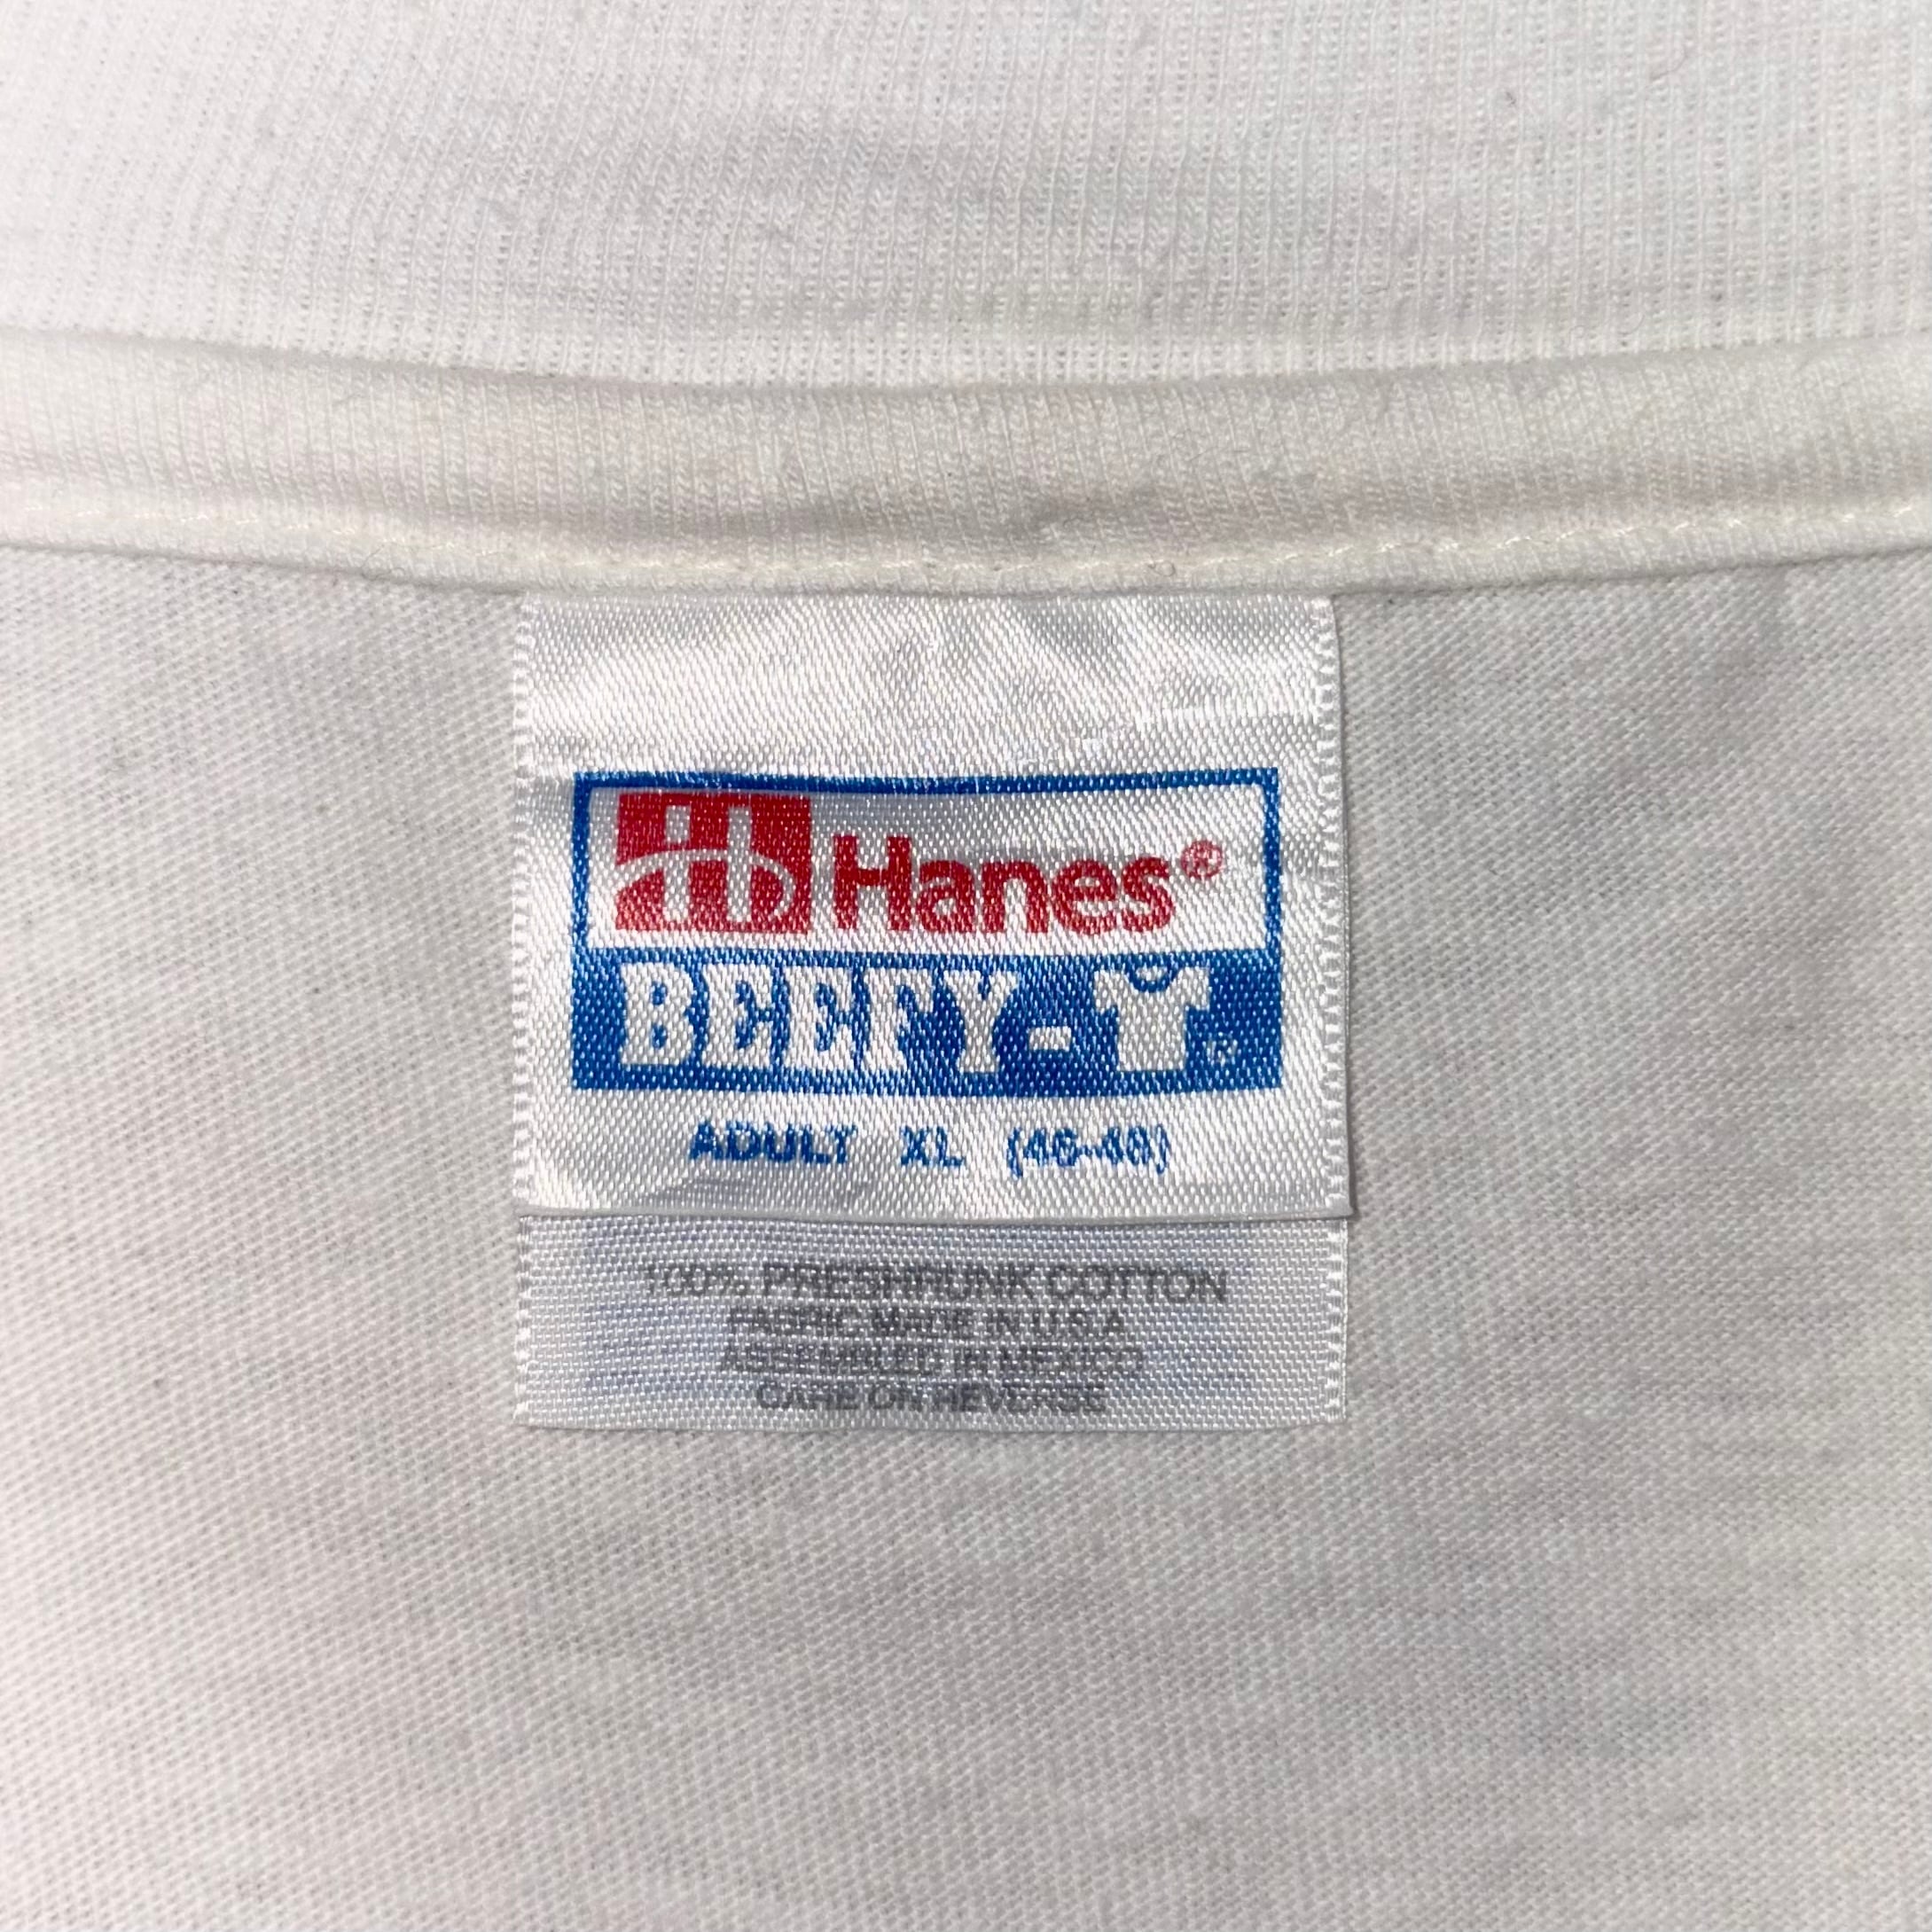 Hanes®
BEEFY-T®
ADULT XL (46-48)
100% PRESHRUNK COTTON
FABRIC MADE IN U.S.A.
ASSEMBLED IN MEXICO
CARE ON REVERSE